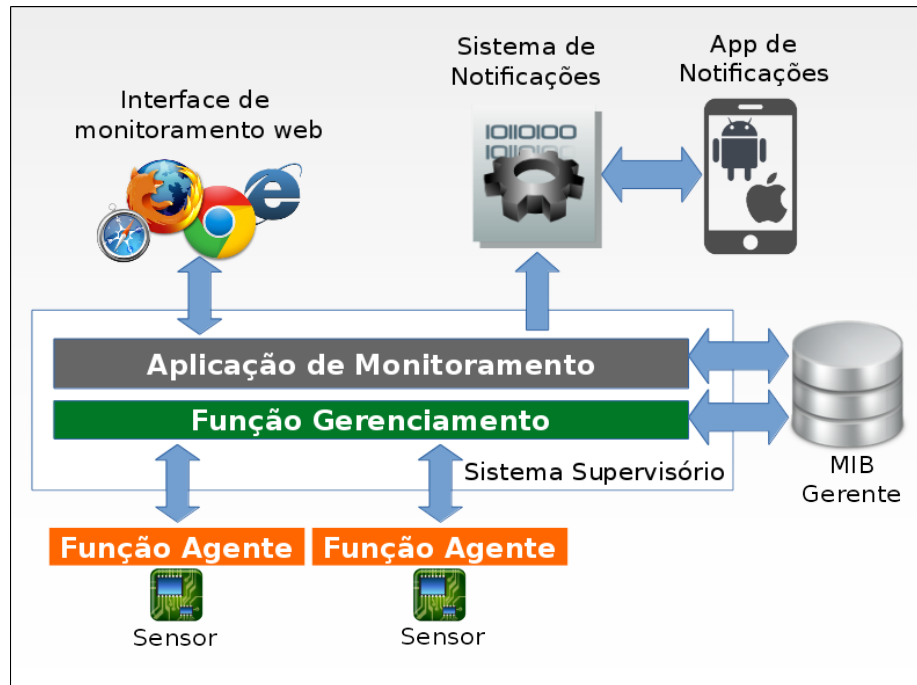 Interface de
monitoramento web
Sistema de
Notificações
App de
Notificações
IOIIOIOO
Aplicação de Monitoramento
Função Gerenciamento
Sistema Supervisório
MIB
Gerente
Função Agente
Função Agente
Sensor
Sensor